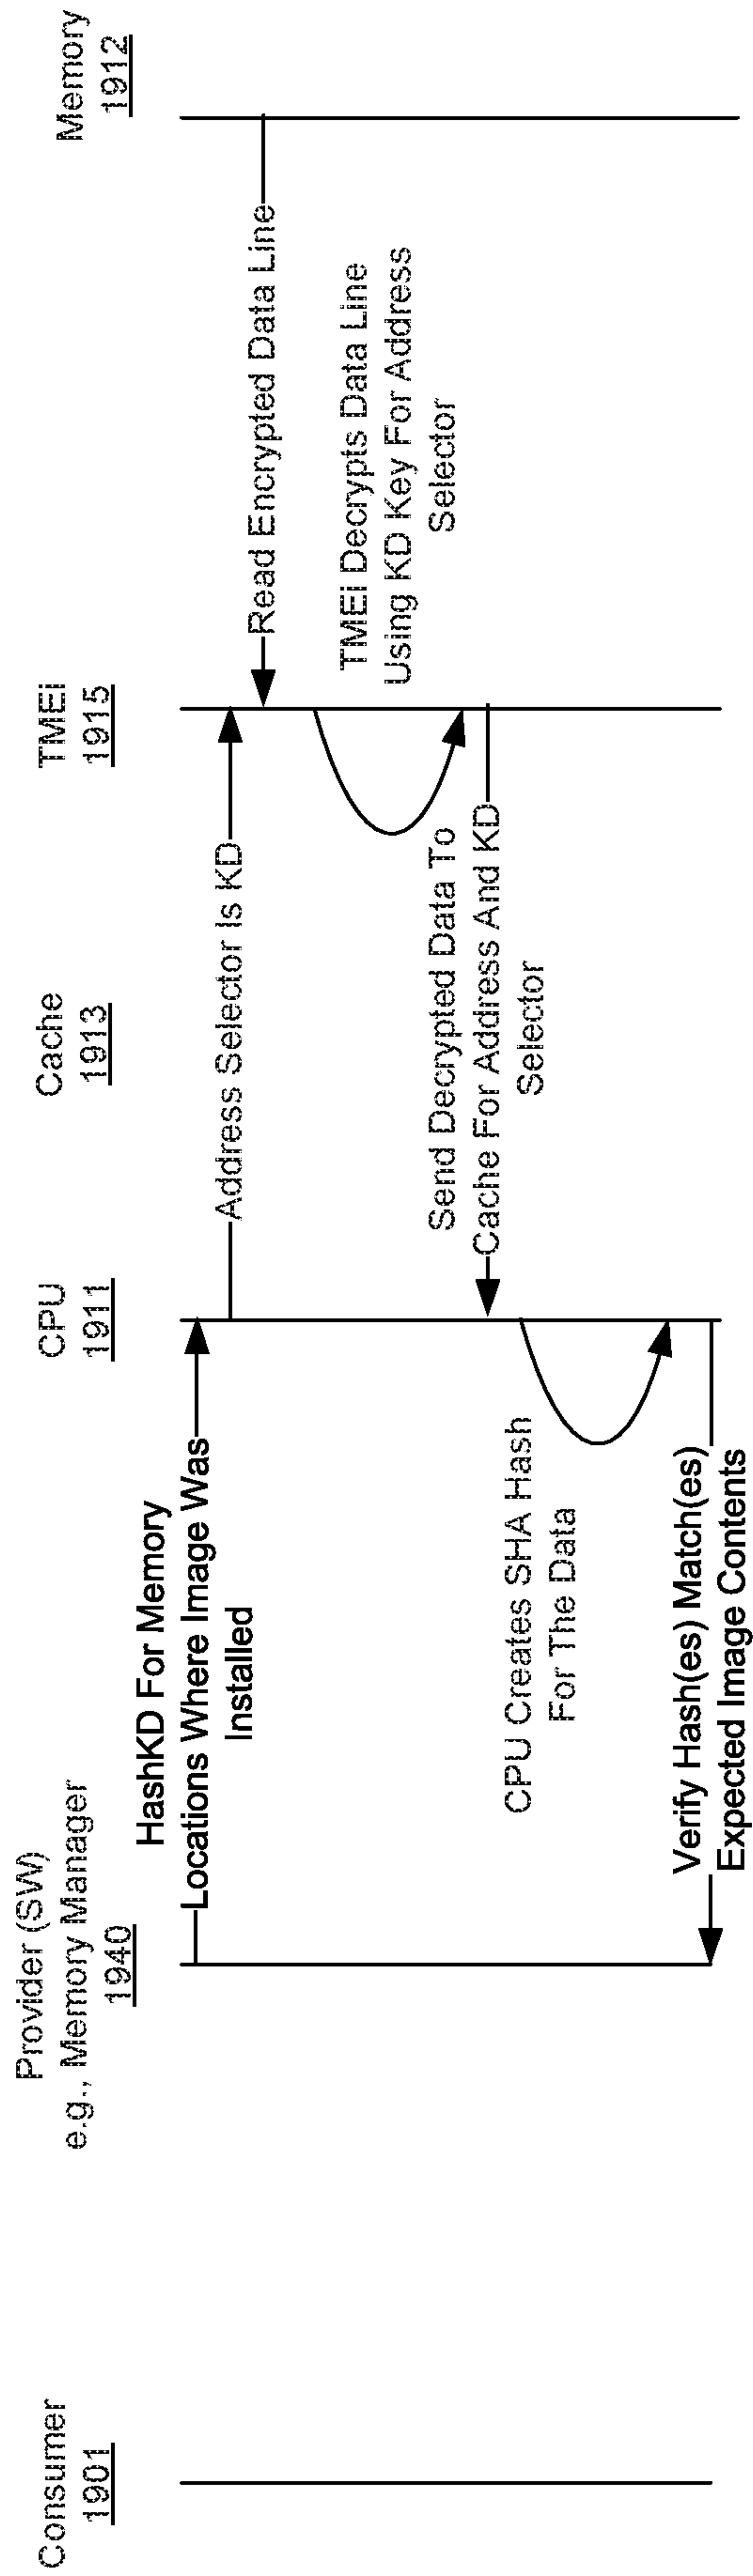 Consumer
1901
Provider (SW)
e.g., Memory Manager
1940
CPU
1911
Cache
1913
TMEi
1915
Memory
1912
HashKD For Memory
Locations Where Image Was
Installed
Address Selector Is KD
Read Encrypted Data Line
TMEi Decrypts Data Line
Using KD Key For Address
Selector
Send Decrypted Data To
Cache For Address And KD
Selector
CPU Creates SHA Hash
For The Data
Verify Hash(es) Match(es)
Expected Image Contents